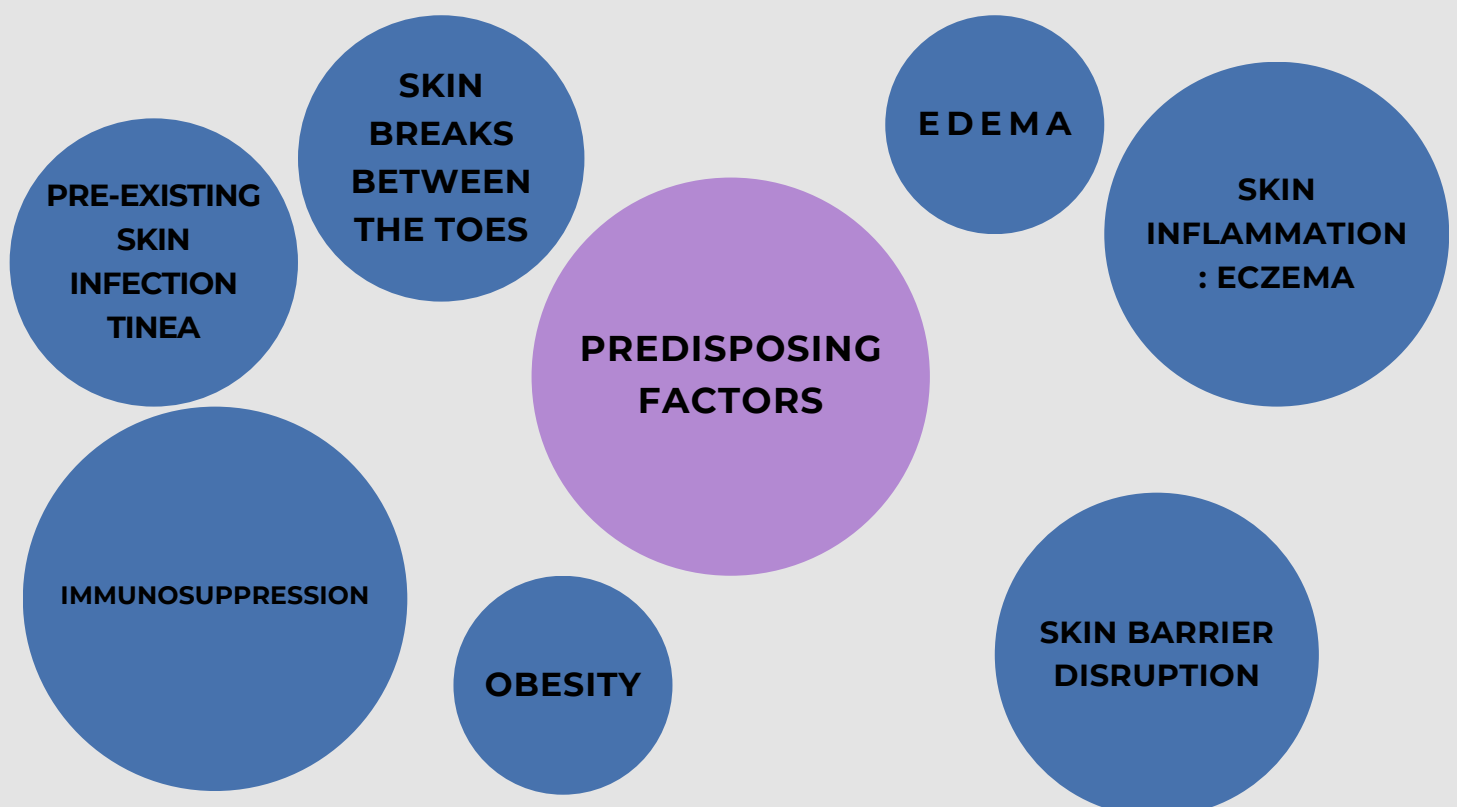 SKIN
BREAKS
BETWEEN
THE TOES
EDEMA
PRE-EXISTING
SKIN
INFECTION
TINEA
SKIN
INFLAMMATION
: ECZEMA
PREDISPOSING
FACTORS
IMMUNOSUPPRESSION
OBESITY
SKIN BARRIER
DISRUPTION